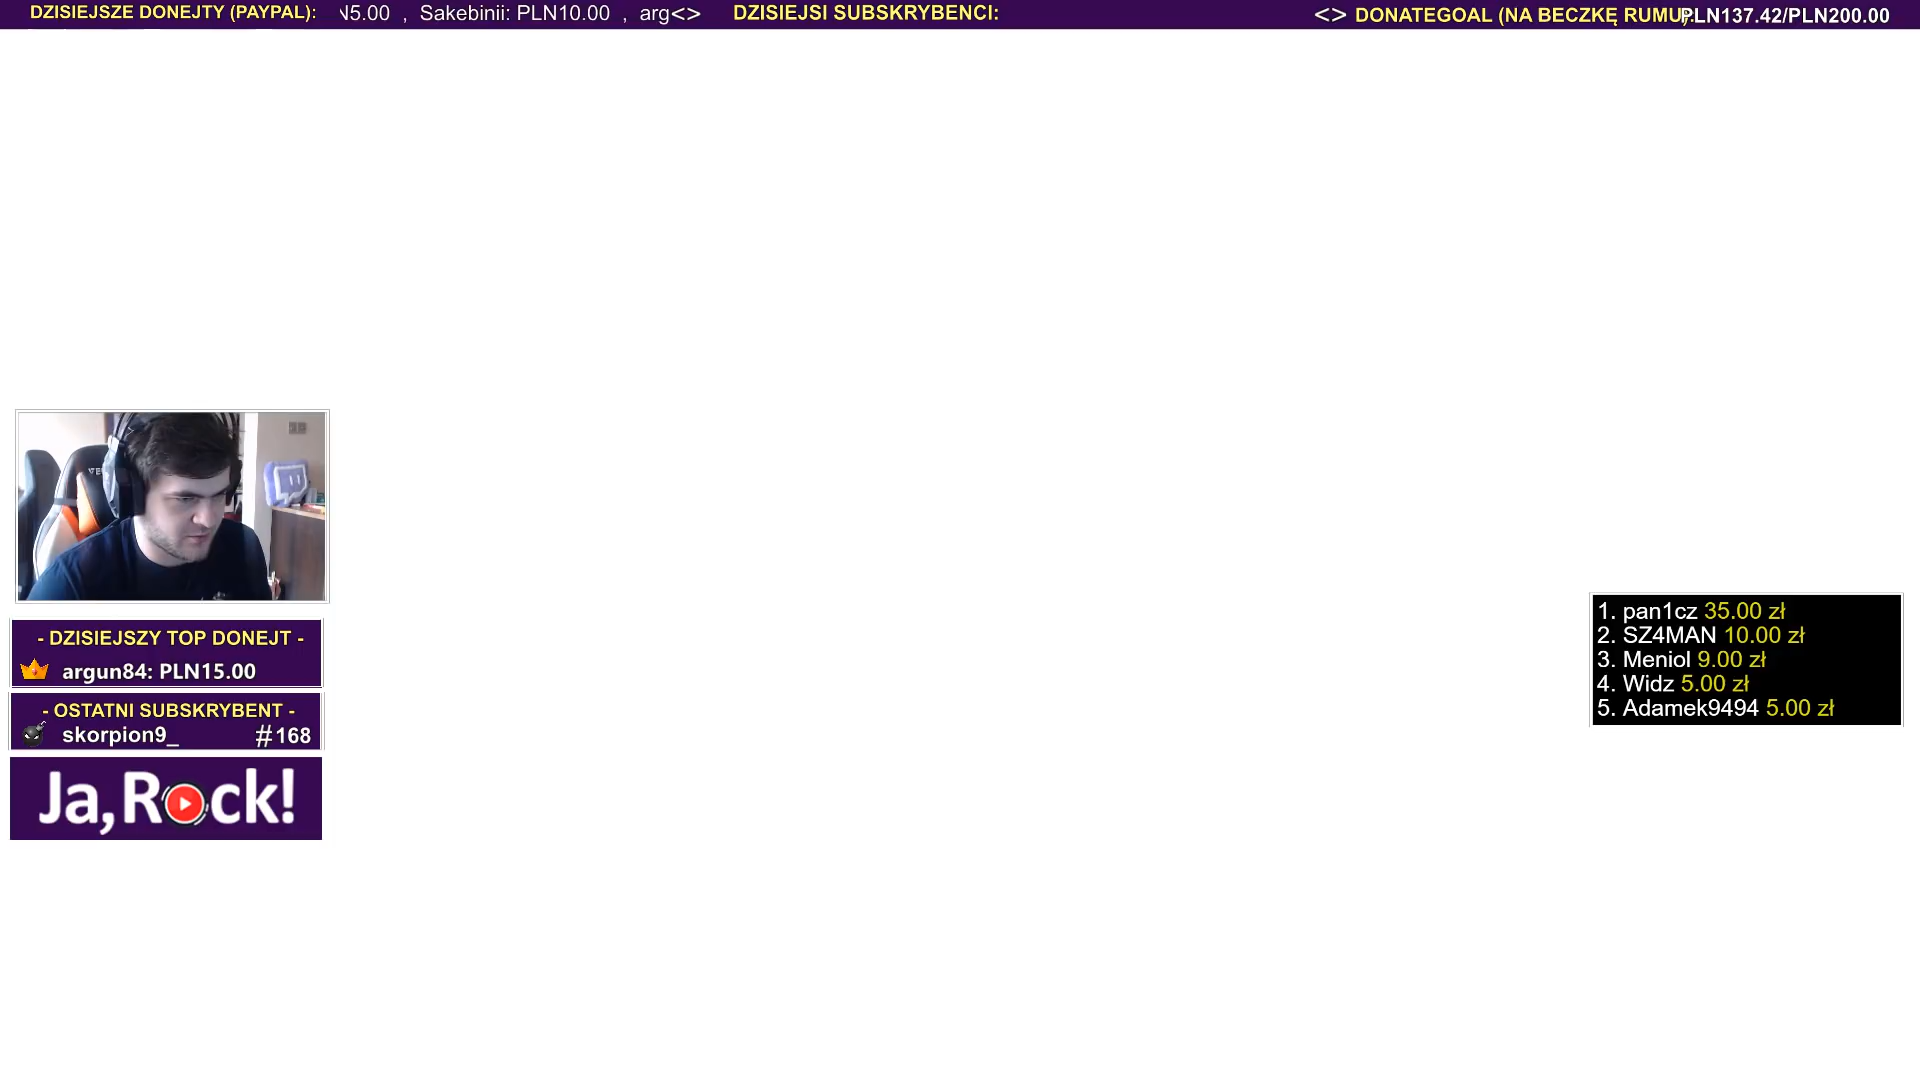 DZISIEJSZE DONEJTY (PAYPAL): 5.00 , Sakebinii: PLN10.00 , arg<> DZISIEJSI SUBSKRYBENCI: <> DONATEGOAL (NA BECZKĘ RUMU): PLN137.42/PLN200.00
- DZISIEJSZY TOP DONEJT -
argun84: PLN15.00
- OSTATNI SUBSKRYBENT -
skorpion9_ #168
Ja,Rock!
1. pan1cz 35.00 zł
2. SZ4MAN 10.00 zł
3. Meniol 9.00 zł
4. Widz 5.00 zł
5. Adamek9494 5.00 zł